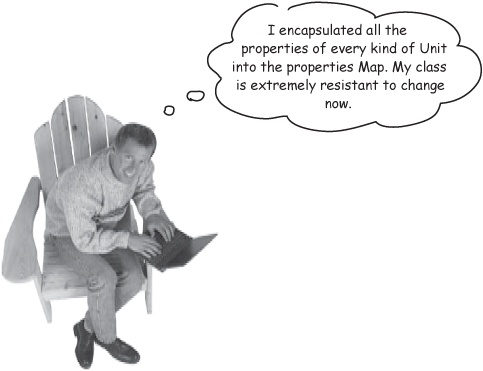 I encapsulated all the
properties of every kind of Unit
into the properties Map. My class
is extremely resistant to change
now.